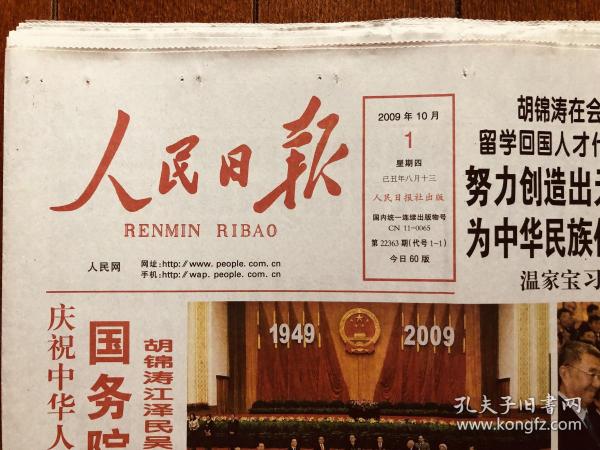 人民日报
RENMIN RIBAO
人民网
网址:http://www.people.com.cn
手机:http://wap.people.com.cn
2009年10月
1
星期四
己丑年八月十三
人民日报社出版
国内统一连续出版物号
CN 11-0065
第22363期(代号1-1)
今日60版
胡锦涛在会
留学回国人才代
努力创造出无
为中华民族伟
温家宝习
庆祝中华人
国务院
胡锦涛江泽民吴
1949
2009
孔夫子旧书网
www.kongfz.com